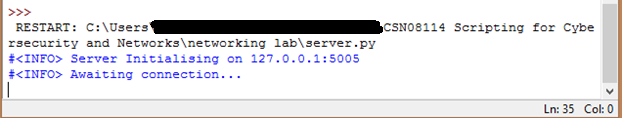 >>>
RESTART: C:\Users\ CSN08114 Scripting for Cybe
rsecurity and Networks\networking lab\server.py
#<INFO> Server Initialising on 127.0.0.1:5005
#<INFO> Awaiting connection...
Ln: 35 Col: 0